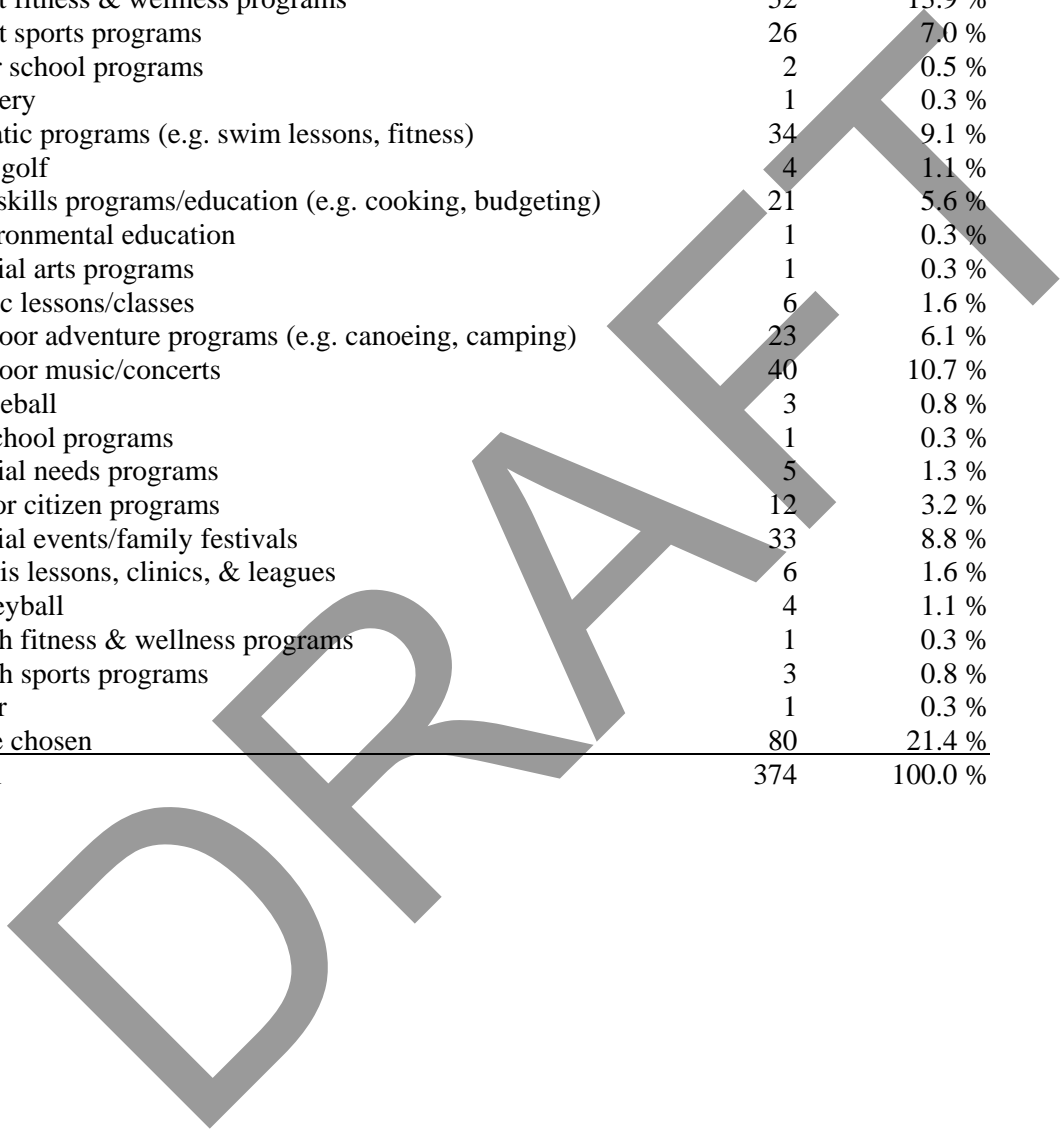 t fitness & wellness programs 52 13.9 %
t sports programs 26 7.0 %
r school programs 2 0.5 %
ery 1 0.3 %
atic programs (e.g. swim lessons, fitness) 34 9.1 %
golf 4 1.1 %
skills programs/education (e.g. cooking, budgeting) 21 5.6 %
ronmental education 1 0.3 %
ial arts programs 1 0.3 %
c lessons/classes 6 1.6 %
oor adventure programs (e.g. canoeing, camping) 23 6.1 %
oor music/concerts 40 10.7 %
eball 3 0.8 %
chool programs 1 0.3 %
ial needs programs 5 1.3 %
or citizen programs 12 3.2 %
ial events/family festivals 33 8.8 %
is lessons, clinics, & leagues 6 1.6 %
eyball 4 1.1 %
h fitness & wellness programs 1 0.3 %
h sports programs 3 0.8 %
r 1 0.3 %
e chosen 80 21.4 %
374 100.0 %
DRAFT